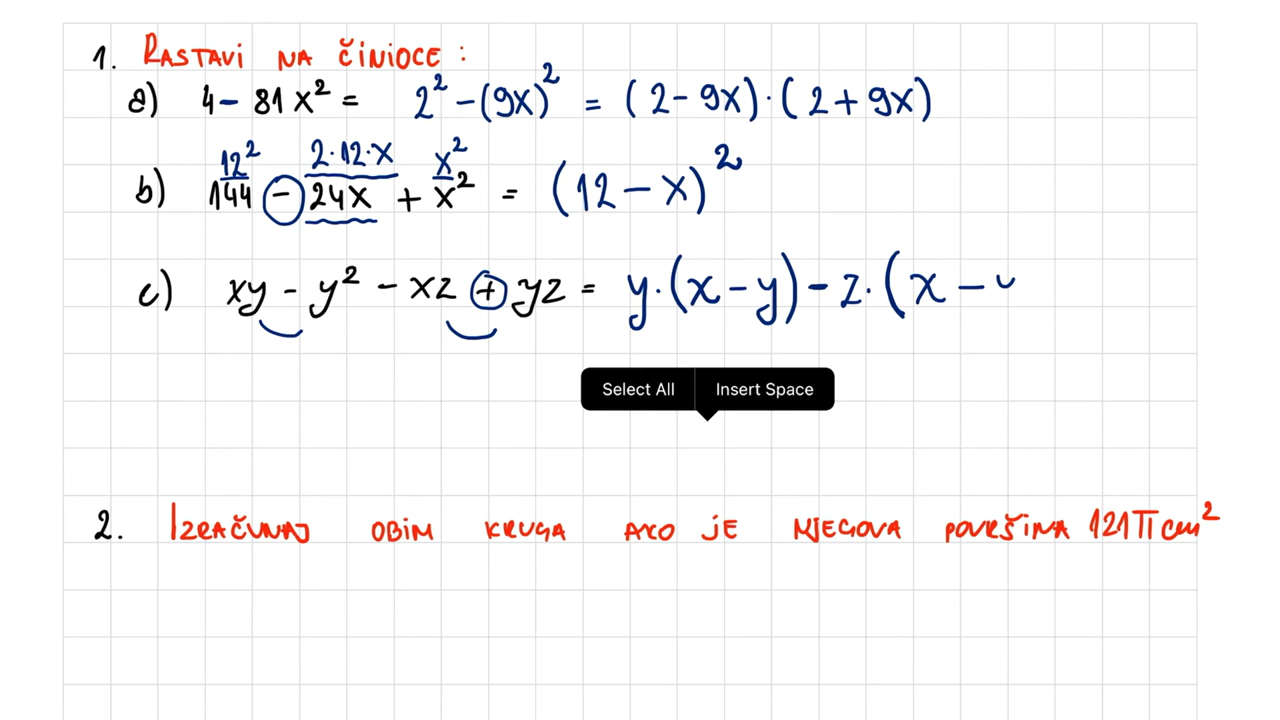 1. RASTAVI NA ČINIOCE :
a) 4 - 81x² = 2² - (9x)² = (2 - 9x) · (2 + 9x)
12² 2·12·x x²
b) 144 - 24x + x² = (12 - x)²
c) xy - y² - xz + yz = y·(x - y) - z·(x -
Select All Insert Space
2. IZRAČUNAJ OBIM KRUGA AKO JE NJEGOVA POVRŠINA 121π cm²